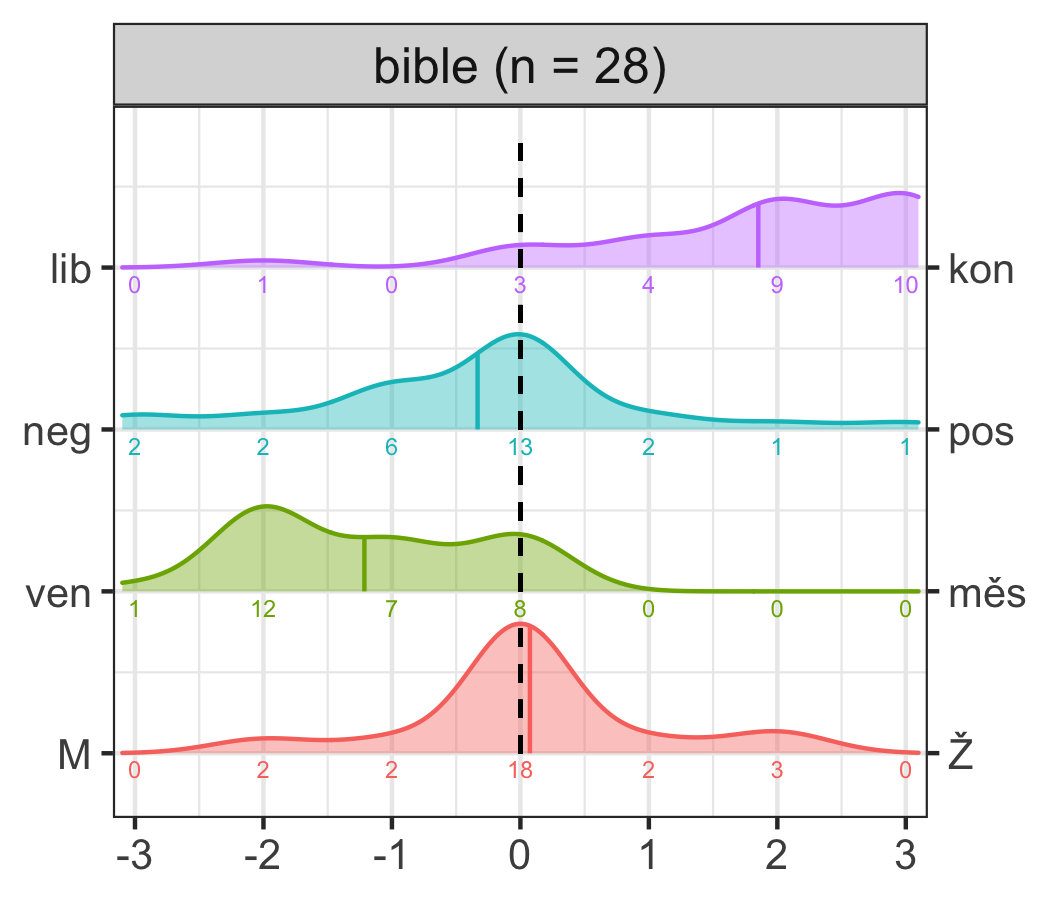 bible (n = 28)
lib kon
0 1 0 3 4 9 10
neg pos
2 2 6 13 2 1 1
ven měs
1 12 7 8 0 0 0
M Ž
0 2 2 18 2 3 0
-3 -2 -1 0 1 2 3